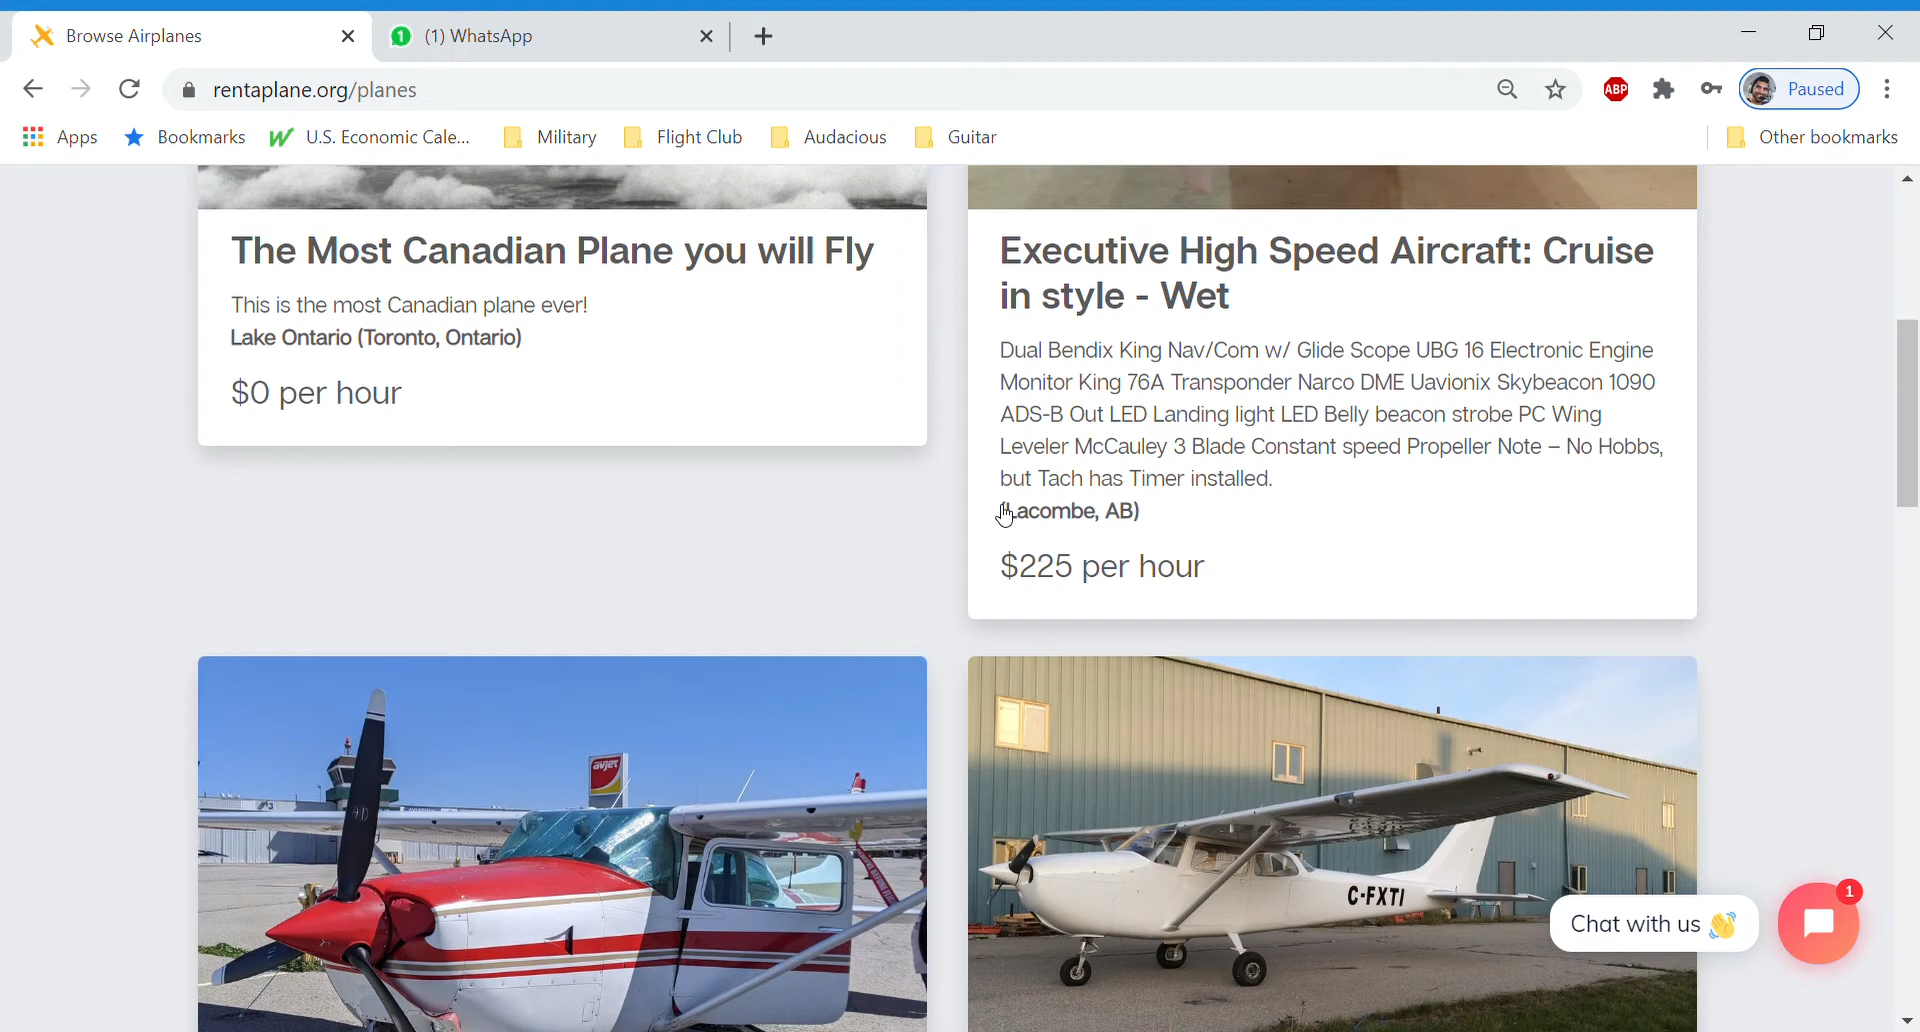 Browse Airplanes
1
(1) WhatsApp
rentaplane.org/planes
ABP
Paused
Apps
Bookmarks
U.S. Economic Cale...
Military
Flight Club
Audacious
Guitar
Other bookmarks
The Most Canadian Plane you will Fly
This is the most Canadian plane ever!
Lake Ontario (Toronto, Ontario)
$0 per hour
Executive High Speed Aircraft: Cruise
in style - Wet
Dual Bendix King Nav/Com w/ Glide Scope UBG 16 Electronic Engine
Monitor King 76A Transponder Narco DME Uavionix Skybeacon 1090
ADS-B Out LED Landing light LED Belly beacon strobe PC Wing
Leveler McCauley 3 Blade Constant speed Propeller Note – No Hobbs,
but Tach has Timer installed.
(Lacombe, AB)
$225 per hour
avjet
C-FXTI
Chat with us 👋
1